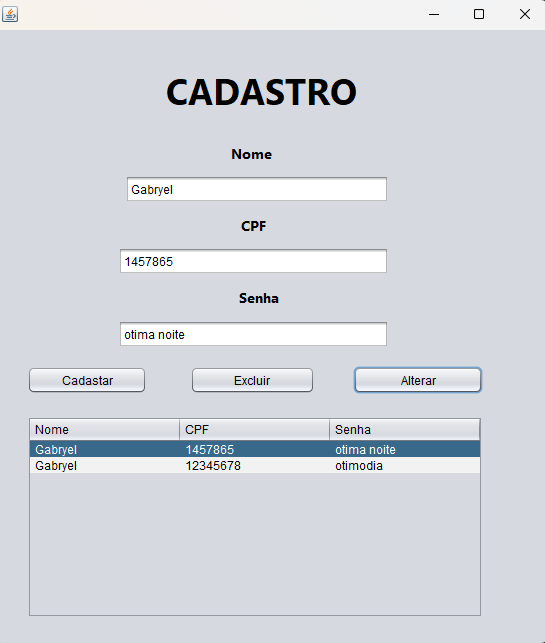 CADASTRO
Nome
Gabryel
CPF
1457865
Senha
otima noite
Cadastar Excluir Alterar
Nome CPF Senha
Gabryel 1457865 otima noite
Gabryel 12345678 otimodia